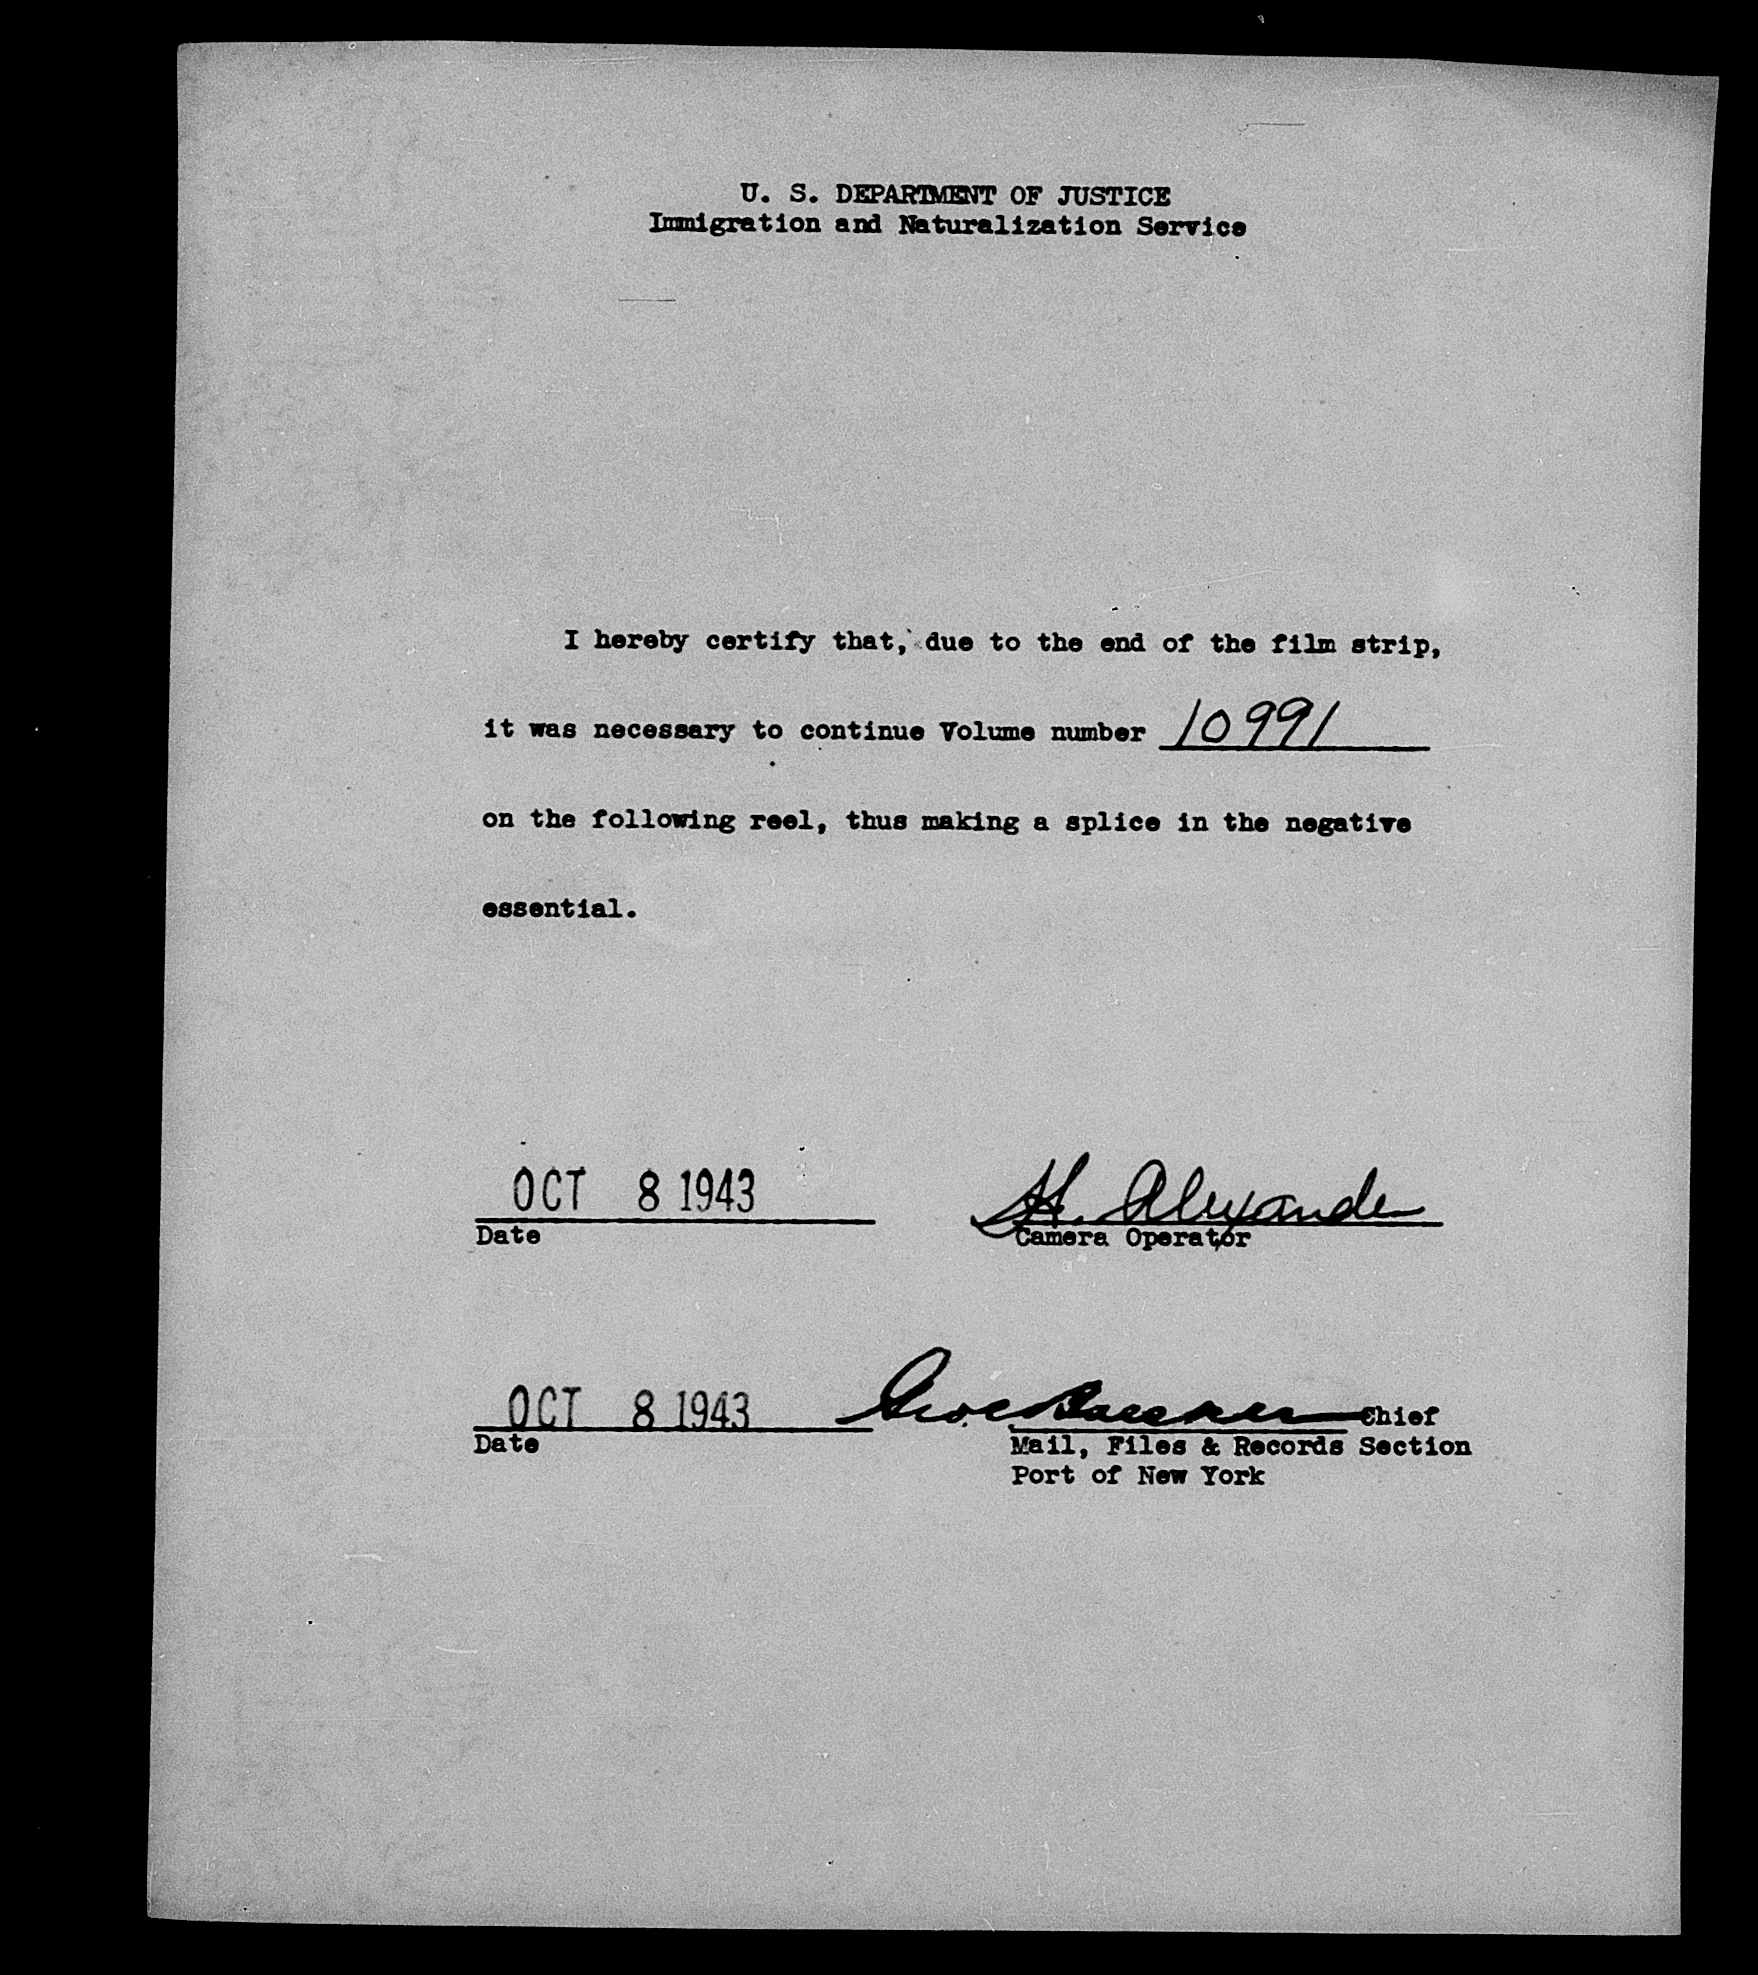 U. S. DEPARTMENT OF JUSTICE
Immigration and Naturalization Service
I hereby certify that, due to the end of the film strip,
it was necessary to continue Volume number 10991
on the following reel, thus making a splice in the negative
essential.
OCT 8 1943 H. Alexander
Date Camera Operator
OCT 8 1943 Chief
Date Mail, Files & Records Section
Port of New York